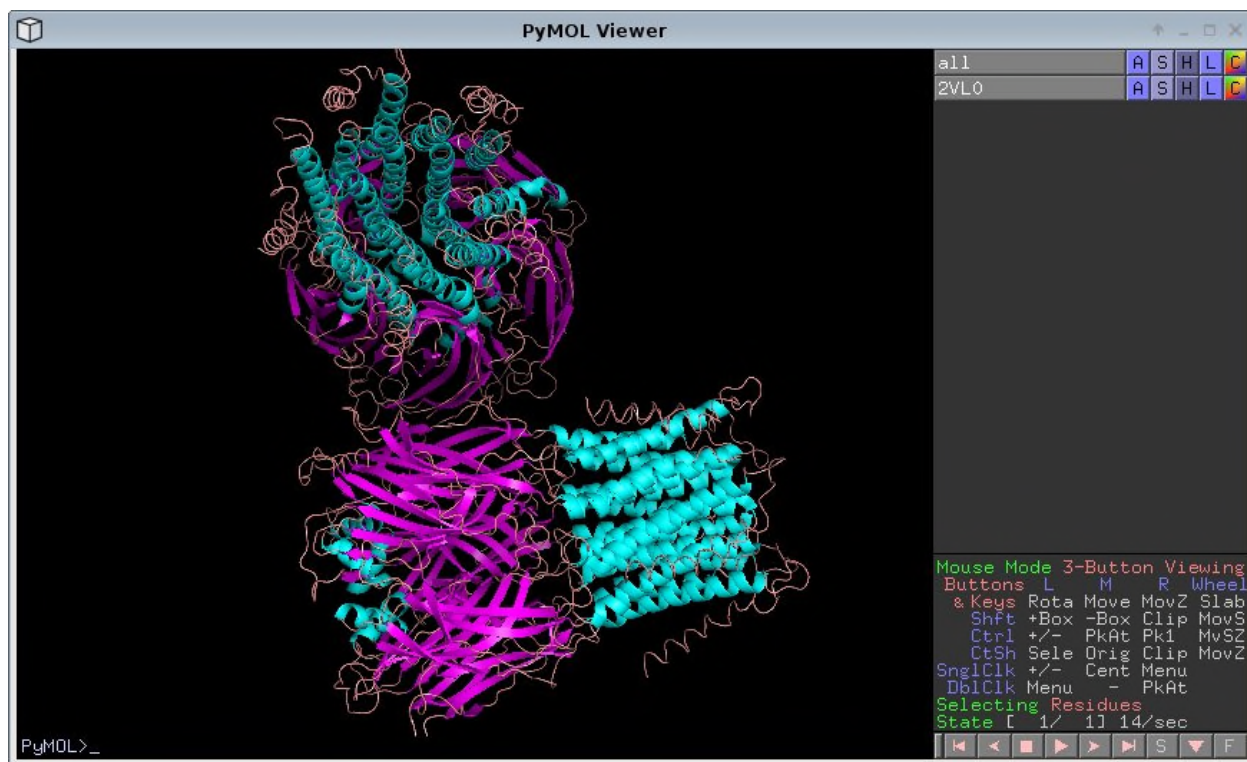 PyMOL Viewer
all A S H L C
2VL0 A S H L C
Mouse Mode 3-Button Viewing
Buttons L M R Wheel
& Keys Rota Move MovZ Slab
Shft +Box -Box Clip MovS
Ctrl +/- PkAt Pk1 MvSZ
CtSh Sele Orig Clip MovZ
SnglClk +/- Cent Menu
DblClk Menu - PkAt
Selecting Residues
State [ 1/ 1] 14/sec
PyMOL>_
S F